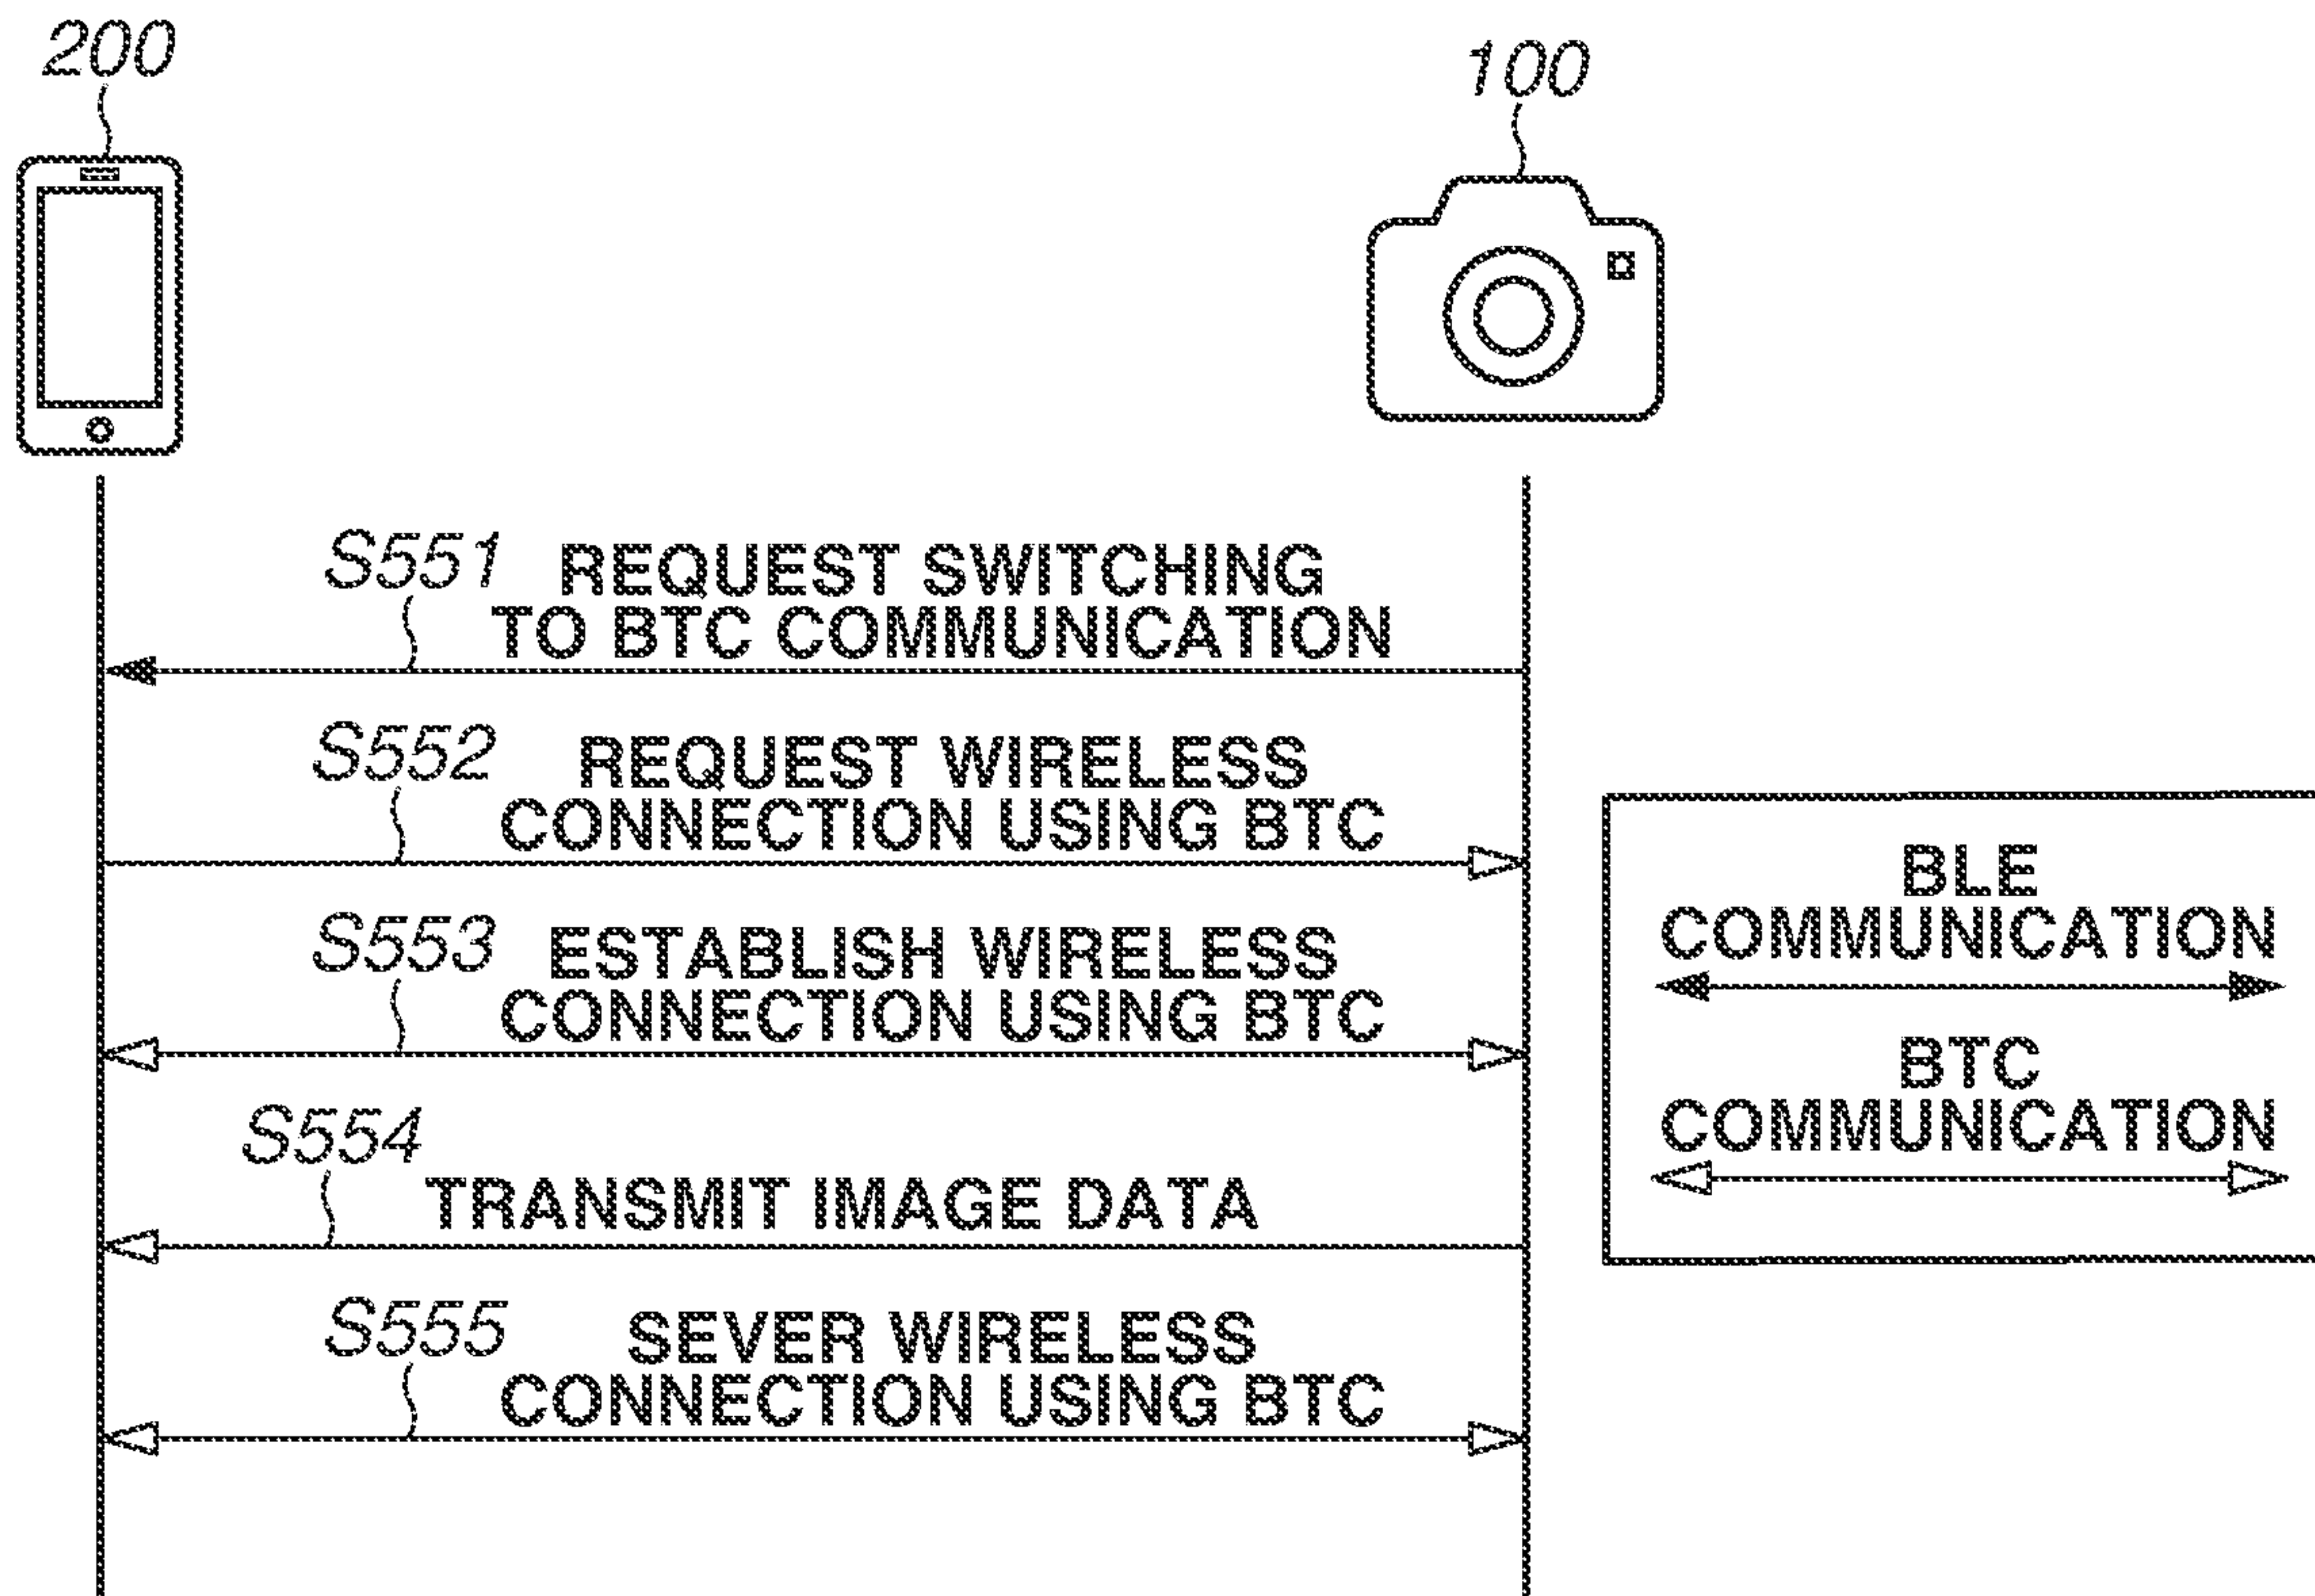 200
100
S551 REQUEST SWITCHING
TO BTC COMMUNICATION
S552 REQUEST WIRELESS
CONNECTION USING BTC
S553 ESTABLISH WIRELESS
CONNECTION USING BTC
S554
TRANSMIT IMAGE DATA
S555 SEVER WIRELESS
CONNECTION USING BTC
BLE
COMMUNICATION
BTC
COMMUNICATION